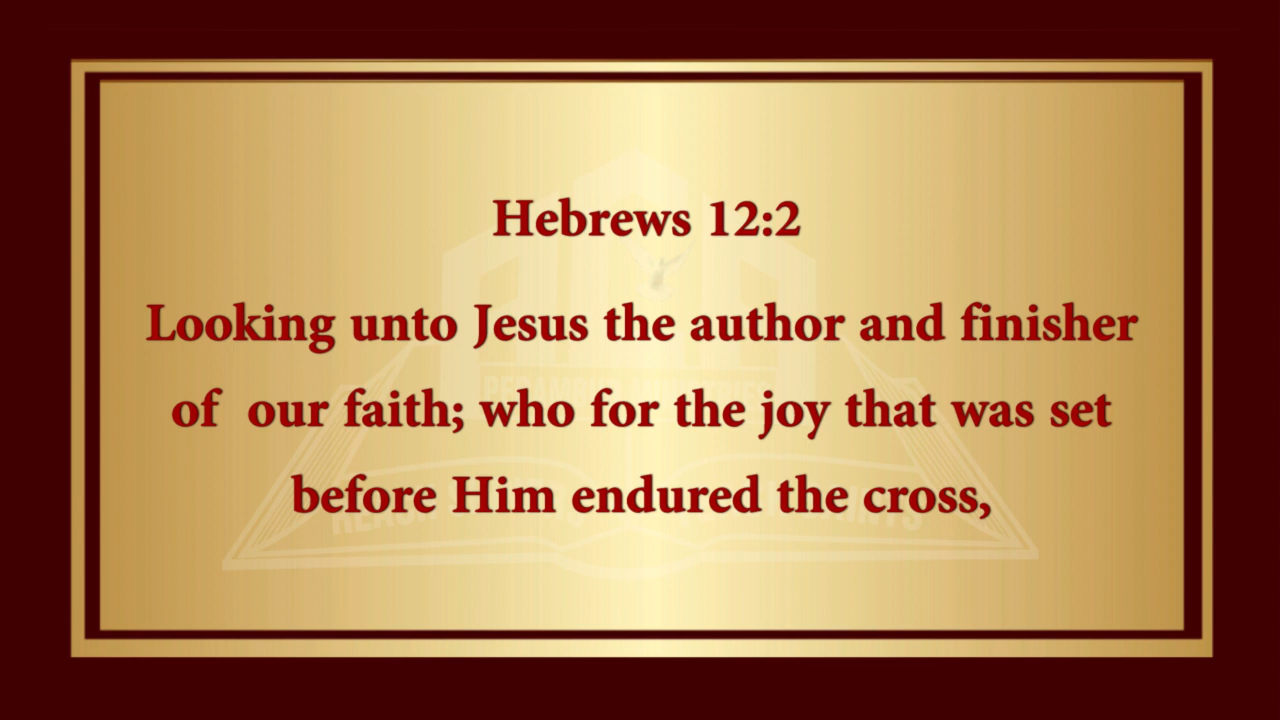 Hebrews 12:2
Looking unto Jesus the author and finisher
of  our faith; who for the joy that was set
before Him endured the cross,